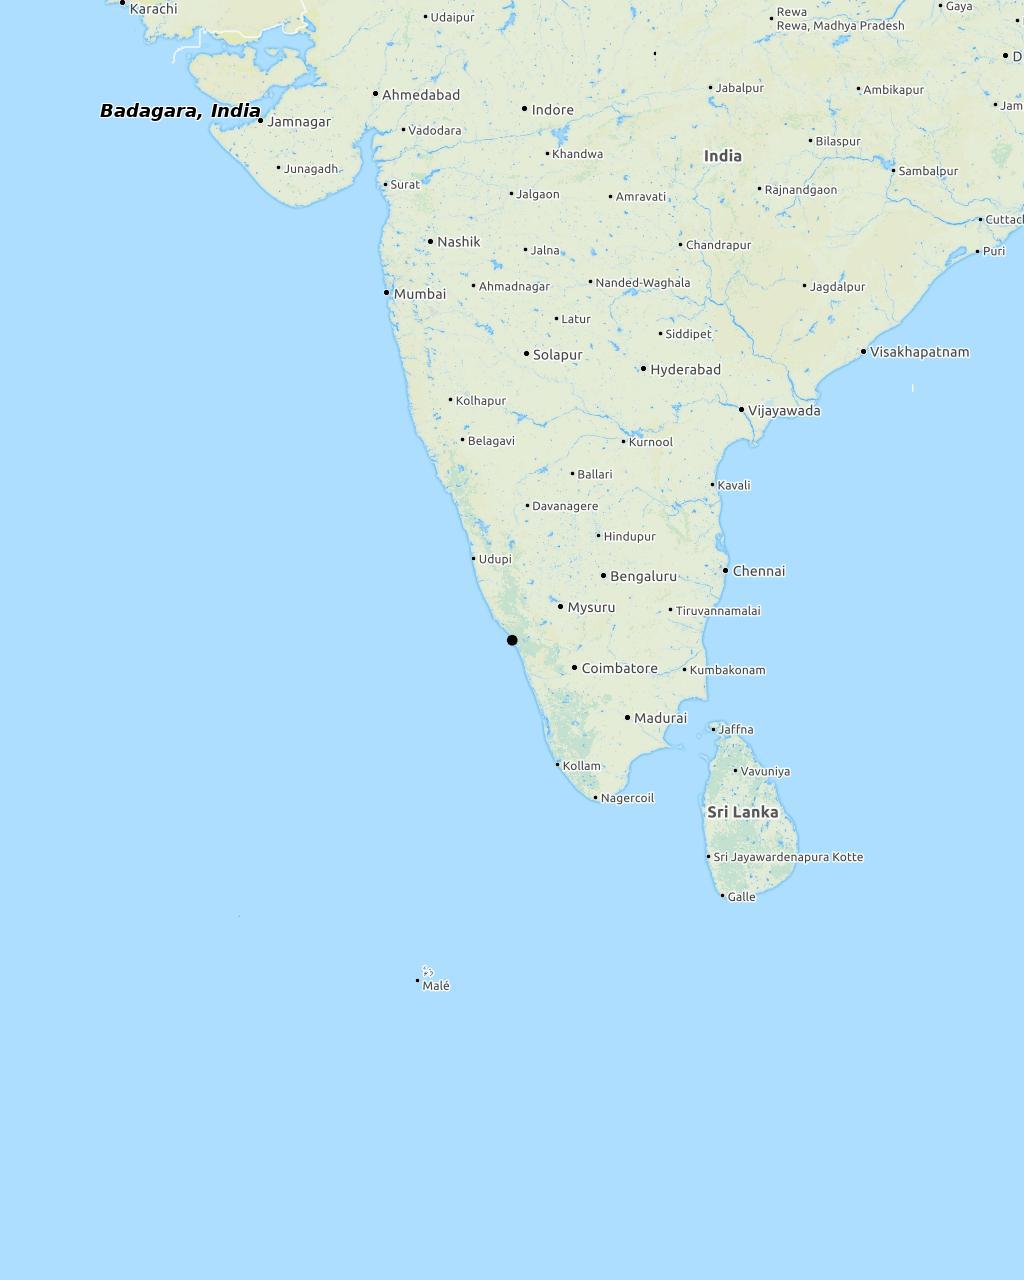 Karachi
Udaipur
Rewa
Rewa, Madhya Pradesh
Gaya
D
Ahmedabad
Jabalpur
Ambikapur
Badagara, India
Indore
Jam
Jamnagar
Vadodara
Bilaspur
Khandwa
India
Junagadh
Sambalpur
Surat
Jalgaon
Amravati
Rajnandgaon
Cuttack
Nashik
Jalna
Chandrapur
Puri
Mumbai
Ahmadnagar
Nanded-Waghala
Jagdalpur
Latur
Siddipet
Solapur
Visakhapatnam
Hyderabad
Kolhapur
Vijayawada
Belagavi
Kurnool
Ballari
Kavali
Davanagere
Hindupur
Udupi
Chennai
Bengaluru
Mysuru
Tiruvannamalai
Coimbatore
Kumbakonam
Madurai
Jaffna
Kollam
Vavuniya
Nagercoil
Sri Lanka
Sri Jayawardenapura Kotte
Galle
Malé